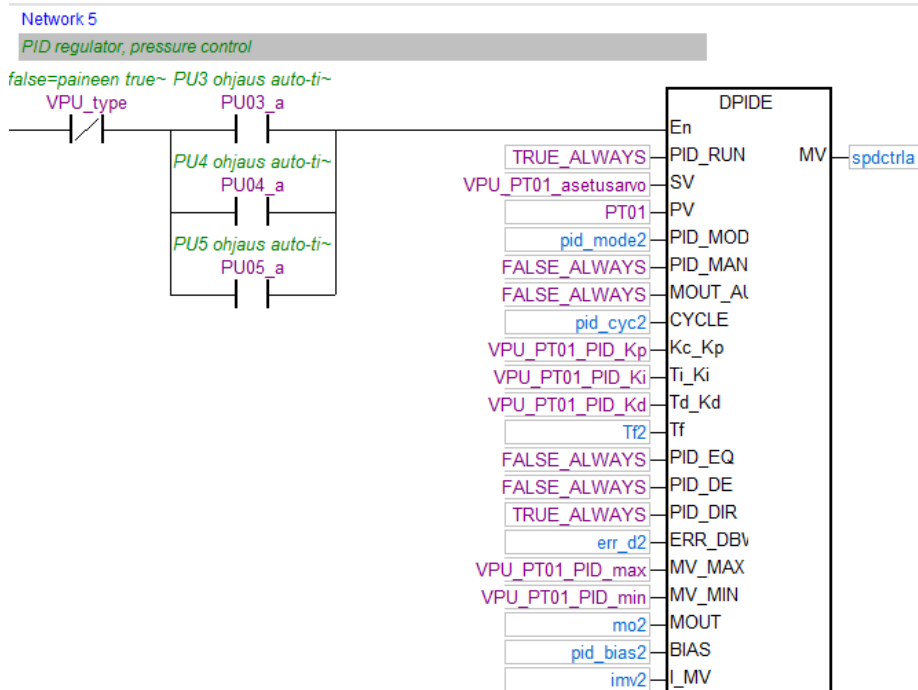 Network 5
PID regulator, pressure control
false=paineen true~ PU3 ohjaus auto-ti~
VPU_type PU03_a
PU4 ohjaus auto-ti~
PU04_a
PU5 ohjaus auto-ti~
PU05_a
DPIDE
En
TRUE_ALWAYS PID_RUN MV spdctrla
VPU_PT01_asetusarvo SV
PT01 PV
pid_mode2 PID_MOD
FALSE_ALWAYS PID_MAN
FALSE_ALWAYS MOUT_AU
pid_cyc2 CYCLE
VPU_PT01_PID_Kp Kc_Kp
VPU_PT01_PID_Ki Ti_Ki
VPU_PT01_PID_Kd Td_Kd
Tf2 Tf
FALSE_ALWAYS PID_EQ
FALSE_ALWAYS PID_DE
TRUE_ALWAYS PID_DIR
err_d2 ERR_DBW
VPU_PT01_PID_max MV_MAX
VPU_PT01_PID_min MV_MIN
mo2 MOUT
pid_bias2 BIAS
imv2 I_MV